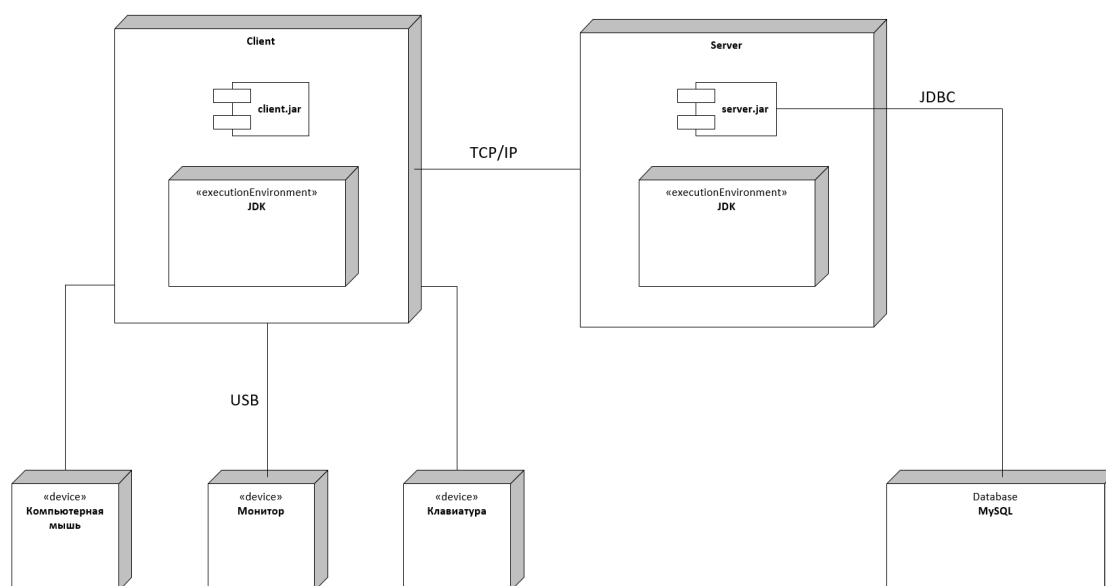 Client
Server
client.jar
server.jar
JDBC
TCP/IP
«executionEnvironment»
JDK
«executionEnvironment»
JDK
USB
«device»
Компьютерная
мышь
«device»
Монитор
«device»
Клавиатура
Database
MySQL